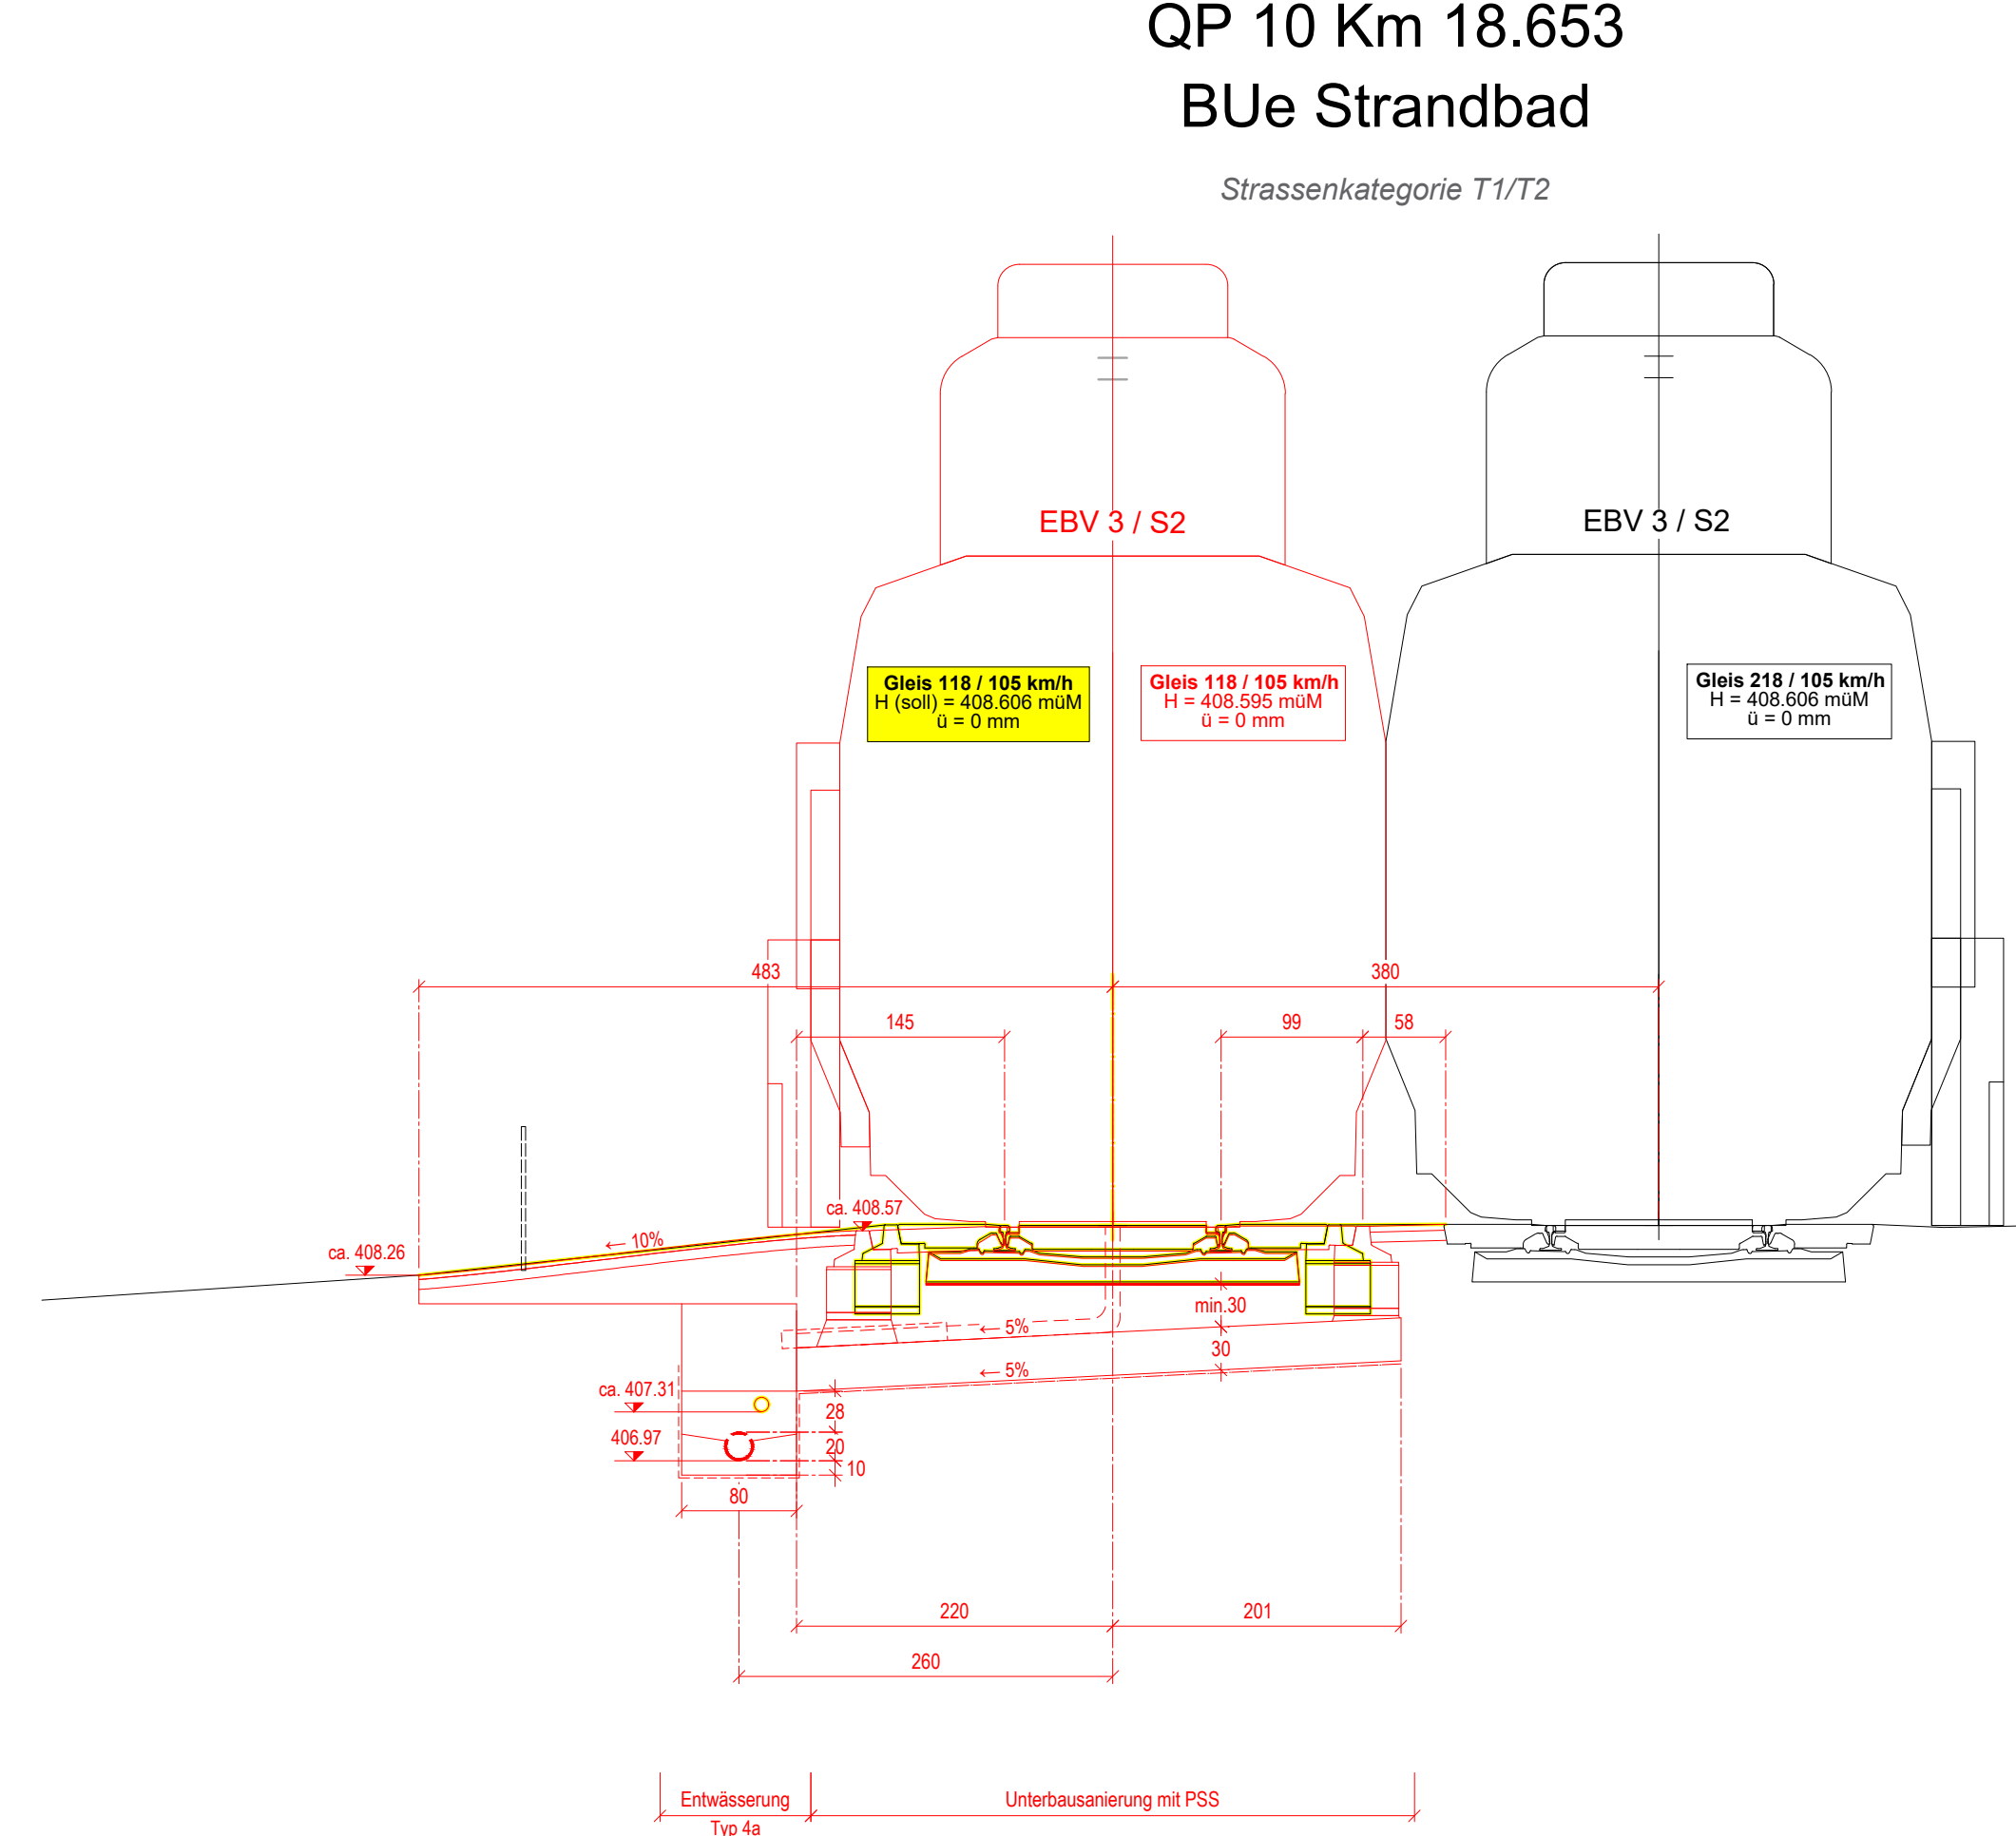 QP 10 Km 18.653
BUe Strandbad
Strassenkategorie T1/T2
EBV 3 / S2
EBV 3 / S2
Gleis 118 / 105 km/h
H (soll) = 408.606 müM
ü = 0 mm
Gleis 118 / 105 km/h
H = 408.595 müM
ü = 0 mm
Gleis 218 / 105 km/h
H = 408.606 müM
ü = 0 mm
483
380
145
99
58
ca. 408.57
ca. 408.26
← 10%
min.30
← 5%
30
← 5%
ca. 407.31
28
406.97
20
10
80
220
201
260
Entwässerung
Typ 4a
Unterbausanierung mit PSS